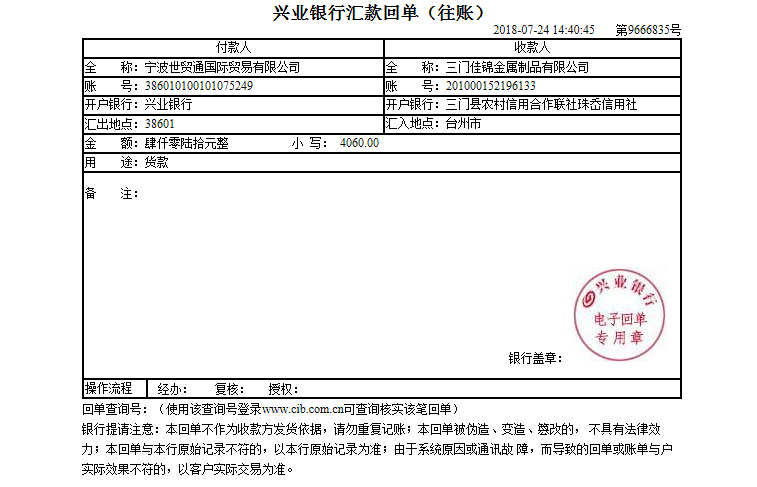 兴业银行汇款回单（往账）
2018-07-24 14:40:45 第9666835号
付款人 收款人
全 称：宁波世贸通国际贸易有限公司 全 称：三门佳锦金属制品有限公司
账 号：386010100101075249 账 号：201000152196133
开户银行：兴业银行 开户银行：三门县农村信用合作联社珠岙信用社
汇出地点：38601 汇入地点：台州市
金 额：肆仟零陆拾元整 小 写： 4060.00
用 途：货款
备 注：
兴业银行
电子回单
专用章
银行盖章：
操作流程 经办： 复核： 授权：
回单查询号：（使用该查询号登录www.cib.com.cn可查询核实该笔回单）
银行提请注意：本回单不作为收款方发货依据，请勿重复记账；本回单被伪造、变造、篡改的，不具有法律效
力；本回单与本行原始记录不符的，以本行原始记录为准；由于系统原因或通讯故 障，而导致的回单或账单与户
实际效果不符的，以客户实际交易为准。